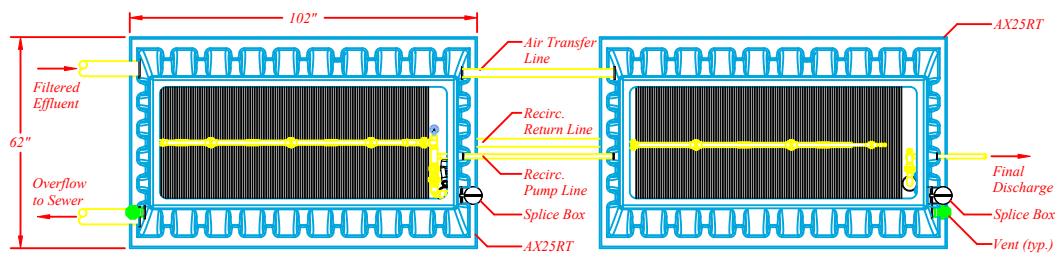 102"
AX25RT
Air Transfer
Line
Filtered
Effluent
Recirc.
Return Line
62"
Recirc.
Pump Line
Overflow
to Sewer
Final
Discharge
Splice Box
Splice Box
AX25RT
Vent (typ.)